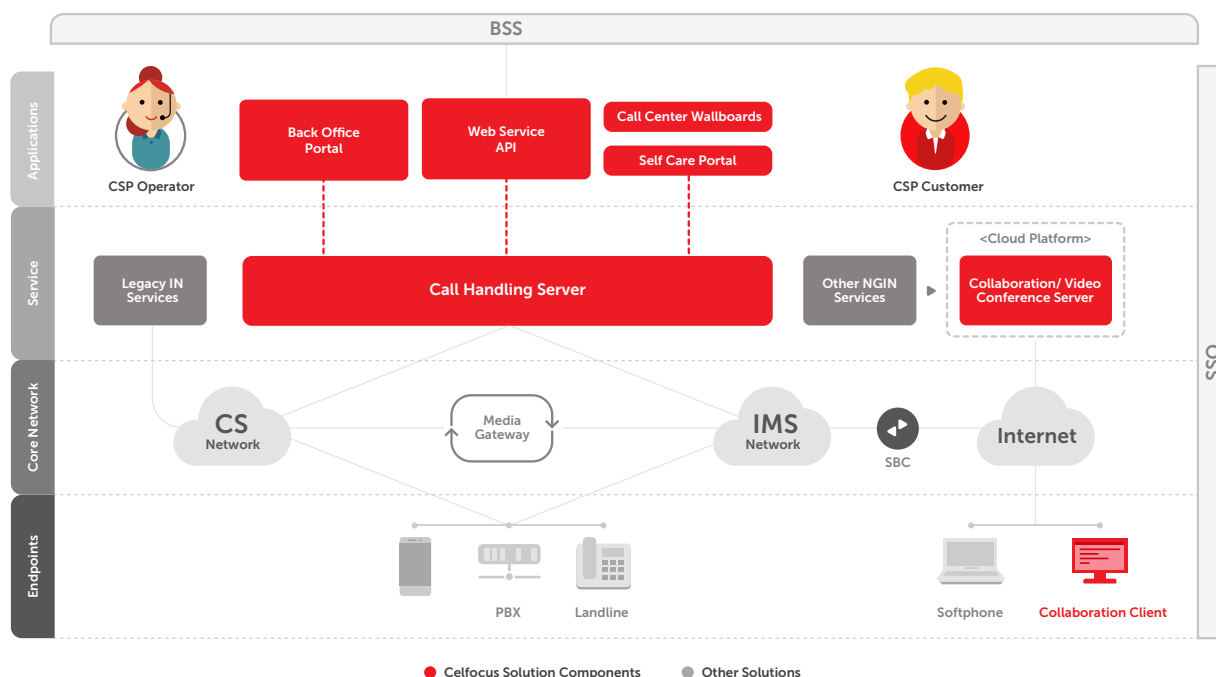 BSS
Applications
CSP Operator
Back Office
Portal
Web Service
API
Call Center Wallboards
Self Care Portal
CSP Customer
Service
Legacy IN
Services
Call Handling Server
Other NGIN
Services
<Cloud Platform>
Collaboration/ Video
Conference Server
OSS
Core Network
CS
Network
Media
Gateway
IMS
Network
SBC
Internet
Endpoints
PBX
Landline
Softphone
Collaboration Client
Celfocus Solution Components
Other Solutions